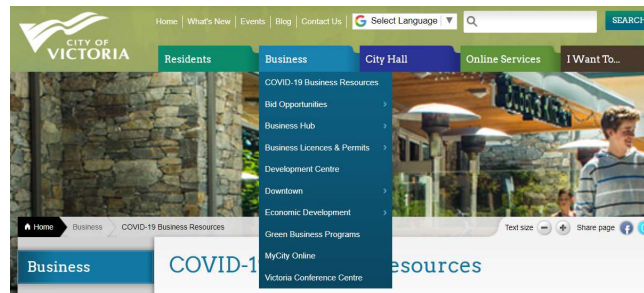 Home | What's New | Events | Blog | Contact Us | G Select Language ▼ SEARCH
CITY OF
VICTORIA
Residents Business City Hall Online Services I Want To...
COVID-19 Business Resources
Bid Opportunities
Business Hub
Business Licences & Permits
Development Centre
Downtown
Economic Development
Green Business Programs
MyCity Online
Victoria Conference Centre
Home Business COVID-19 Business Resources Text size - + Share page
Business
COVID-1 esources